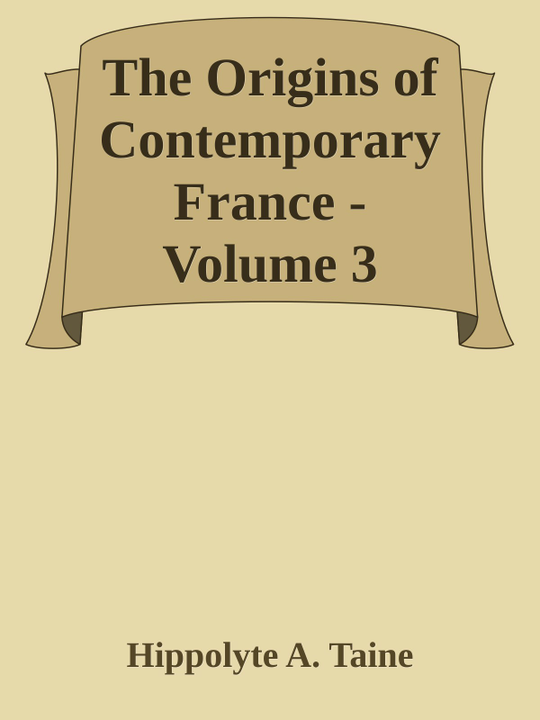 The Origins of
Contemporary
France -
Volume 3
Hippolyte A. Taine